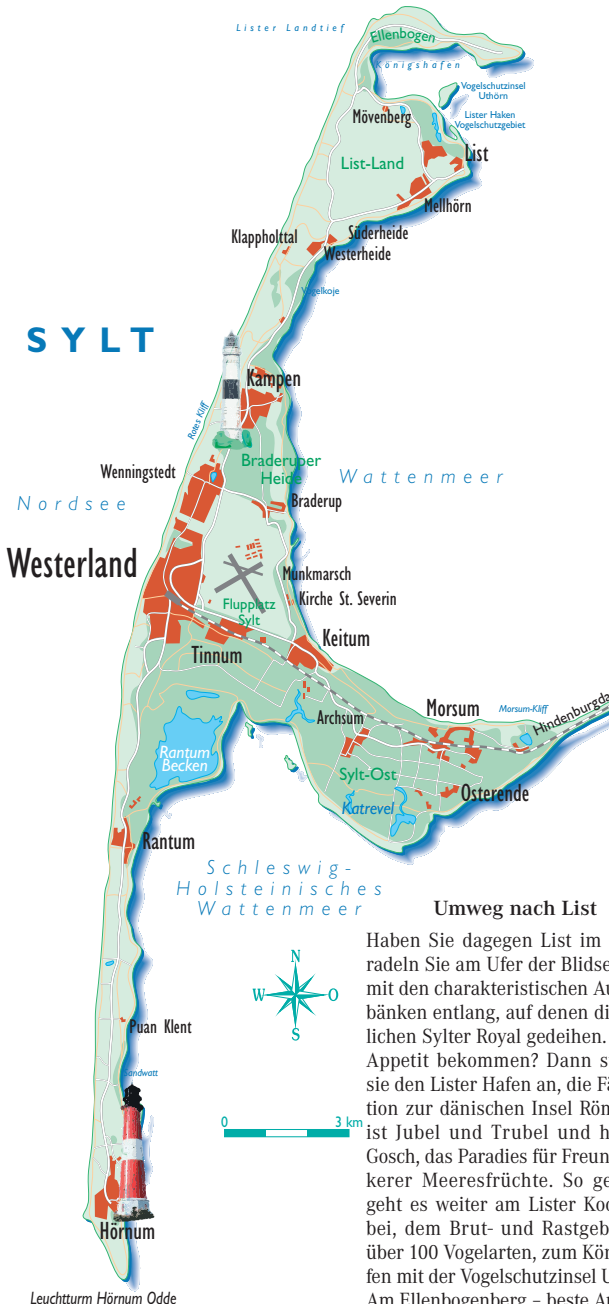 Lister Landtief
Ellenbogen
Königshafen
Vogelschutzinsel
Uthörn
Mövenberg
Lister Haken
Vogelschutzgebiet
List
List-Land
Mellhörn
Klappholttal
Süderheide
Westerheide
Vogelkoje
SYLT
Kampen
Rotes Kliff
Braderuper
Heide
Wenningstedt
Wattenmeer
Nordsee
Braderup
Westerland
Munkmarsch
Kirche St. Severin
Flupplatz
Sylt
Keitum
Tinnum
Morsum
Morsum-Kliff
Hindenburgda
Archsum
Rantum
Becken
Sylt-Ost
Osterende
Katrevel
Rantum
Schleswig-
Holsteinisches
Wattenmeer
N
W O
S
Puan Klent
Sandwatt
0 3 km
Hörnum
Leuchtturm Hörnum Odde
Umweg nach List
Haben Sie dagegen List im
radeln Sie am Ufer der Blidse
mit den charakteristischen Au
bänken entlang, auf denen di
lichen Sylter Royal gedeihen.
Appetit bekommen? Dann s
sie den Lister Hafen an, die Fä
tion zur dänischen Insel Röm
ist Jubel und Trubel und h
Gosch, das Paradies für Freun
kerer Meeresfrüchte. So ge
geht es weiter am Lister Koo
bei, dem Brut- und Rastgeb
über 100 Vogelarten, zum Kön
fen mit der Vogelschutzinsel U
Am Ellenbogenberg – beste A